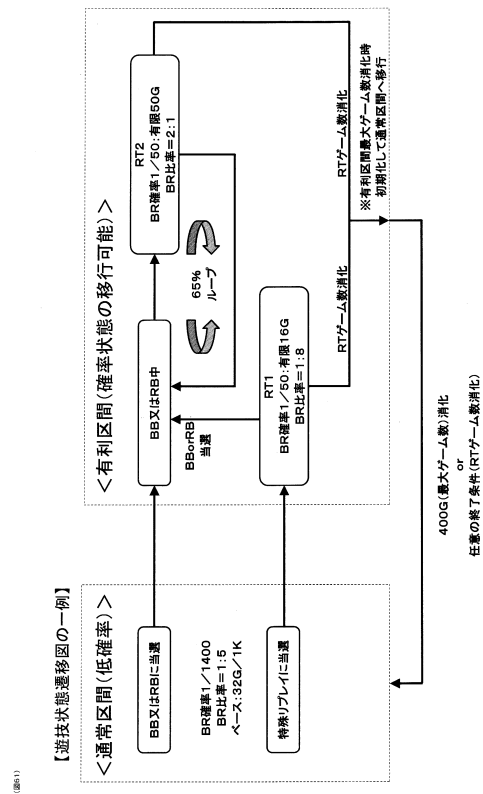 (図61)
【遊技状態遷移図の一例】
<通常区間(低確率)>
BB又はRBに当選
BR確率1/1400
BR比率=1:5
ベース:32G/1K
特殊リプレイに当選
<有利区間(確率状態の移行可能)>
BB又はRB中
BBorRB
当選
65%
ループ
RT2
BR確率1/50:有限50G
BR比率=2:1
RT1
BR確率1/50:有限16G
BR比率=1:8
RTゲーム数消化
RTゲーム数消化
※有利区間最大ゲーム数消化時
初期化して通常区間へ移行
400G(最大ゲーム数)消化
or
任意の終了条件(RTゲーム数消化)